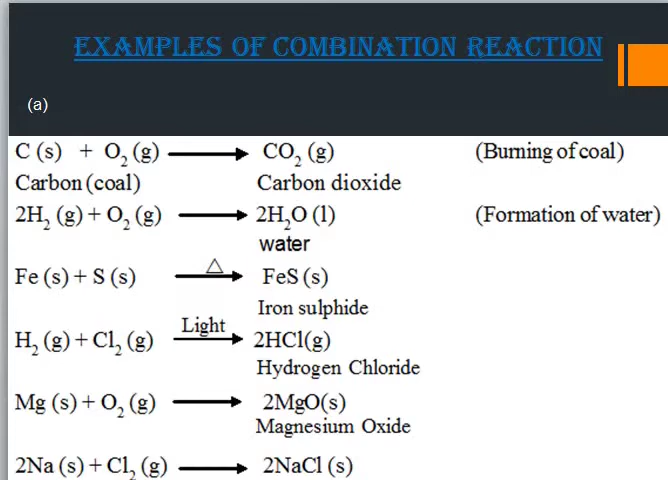 EXAMPLES OF COMBINATION REACTION
(a)
C (s) + O₂ (g) ⟶ CO₂ (g) (Burning of coal)
Carbon (coal) Carbon dioxide
2H₂ (g) + O₂ (g) ⟶ 2H₂O (l) (Formation of water)
water
Fe (s) + S (s) △⟶ FeS (s)
Iron sulphide
H₂ (g) + Cl₂ (g) Light⟶ 2HCl(g)
Hydrogen Chloride
Mg (s) + O₂ (g) ⟶ 2MgO(s)
Magnesium Oxide
2Na (s) + Cl₂ (g) ⟶ 2NaCl (s)